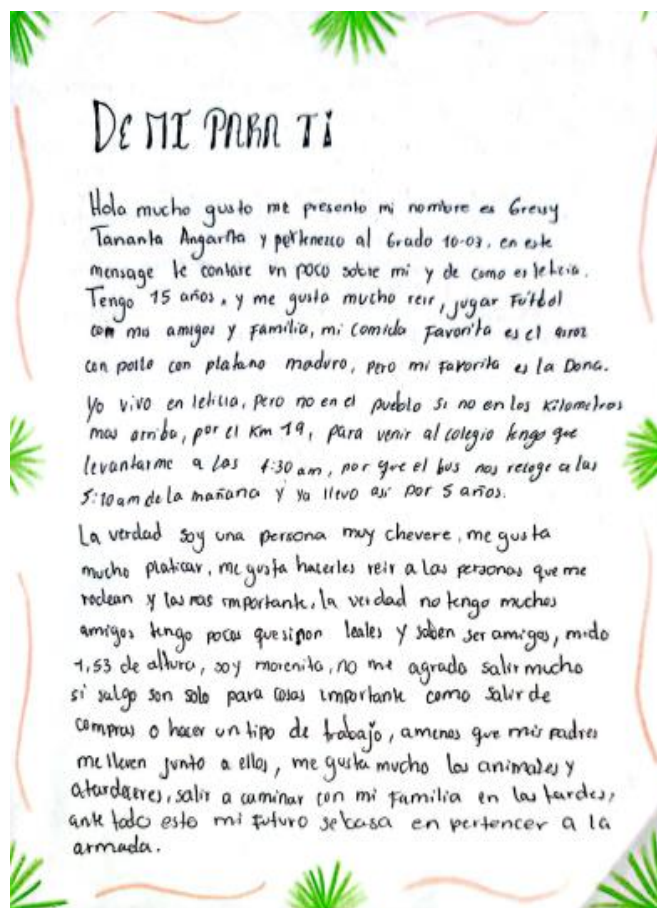 DE MI PARA TI
Hola mucho gusto me presento mi nombre es Greisy
Tananta Angarita y pertenesco al Grado 10-03, en este
mensage le contare un poco sobre mi y de como es leticia.
Tengo 15 años, y me gusta mucho reir, jugar Fútbol
con mis amigos y Familia, mi comida Favorita es el arroz
con pollo con platano maduro, pero mi Favorita es la Dona.
Yo vivo en leticia, pero no en el pueblo si no en los Kilometros
mas arriba, por el Km 19, para venir al colegio tengo que
levantarme a las 4:30 am, por que el bus nos recoge a las
5:10 am de la mañana y ya llevo asi por 5 años.
La verdad soy una persona muy chevere, me gusta
mucho platicar, me gusta hacerles reir a las personas que me
rodean y las mas importante, la verdad no tengo muchos
amigos tengo pocos que si son leales y saben ser amigos, mido
1,53 de altura, soy morenita, no me agrada salir mucho
si salgo son solo para cosas importante como salir de
compras o hacer un tipo de trabajo, amenos que mis padres
me lleven junto a ellos, me gusta mucho los animales y
atardeceres, salir a caminar con mi Familia en las tardes,
ante todo esto mi futuro se basa en pertencer a la
armada.